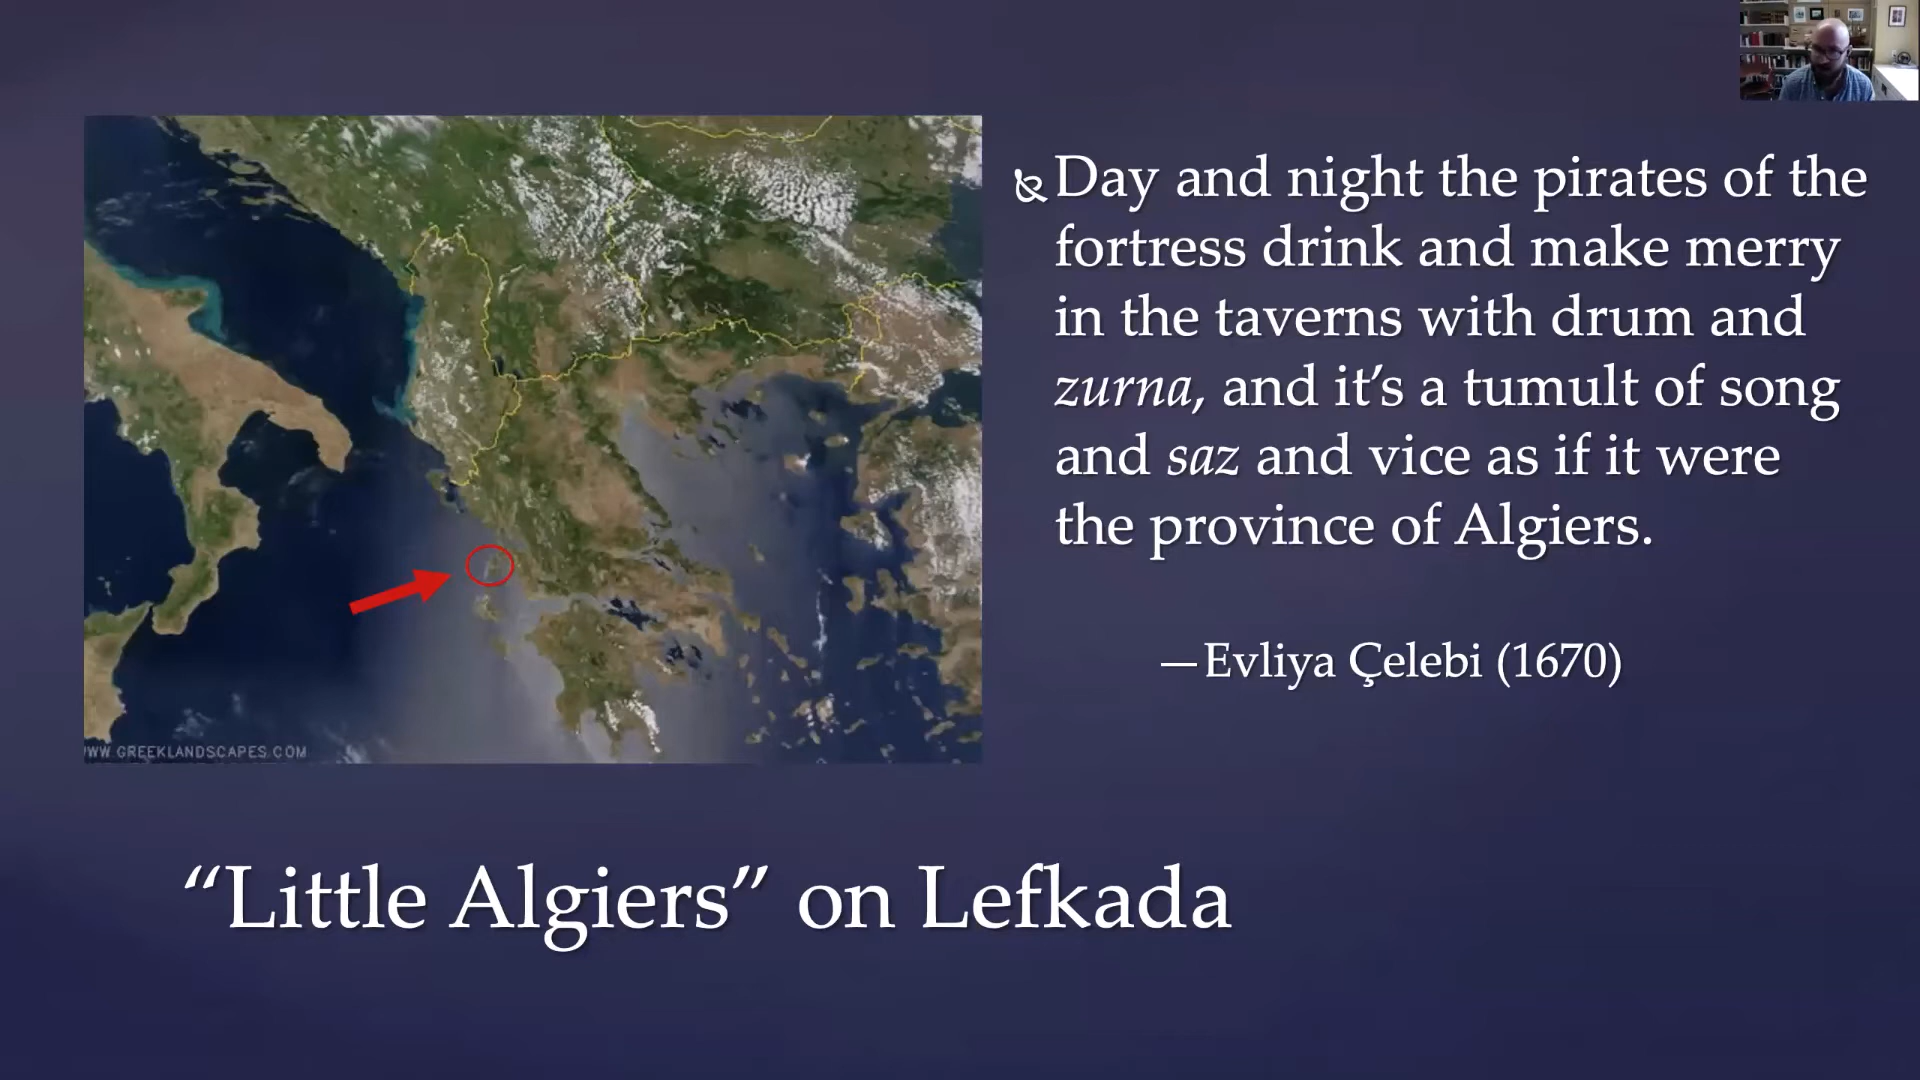 Day and night the pirates of the
fortress drink and make merry
in the taverns with drum and
zurna, and it’s a tumult of song
and saz and vice as if it were
the province of Algiers.
—Evliya Çelebi (1670)
WW.GREEKLANDSCAPES.COM
“Little Algiers” on Lefkada